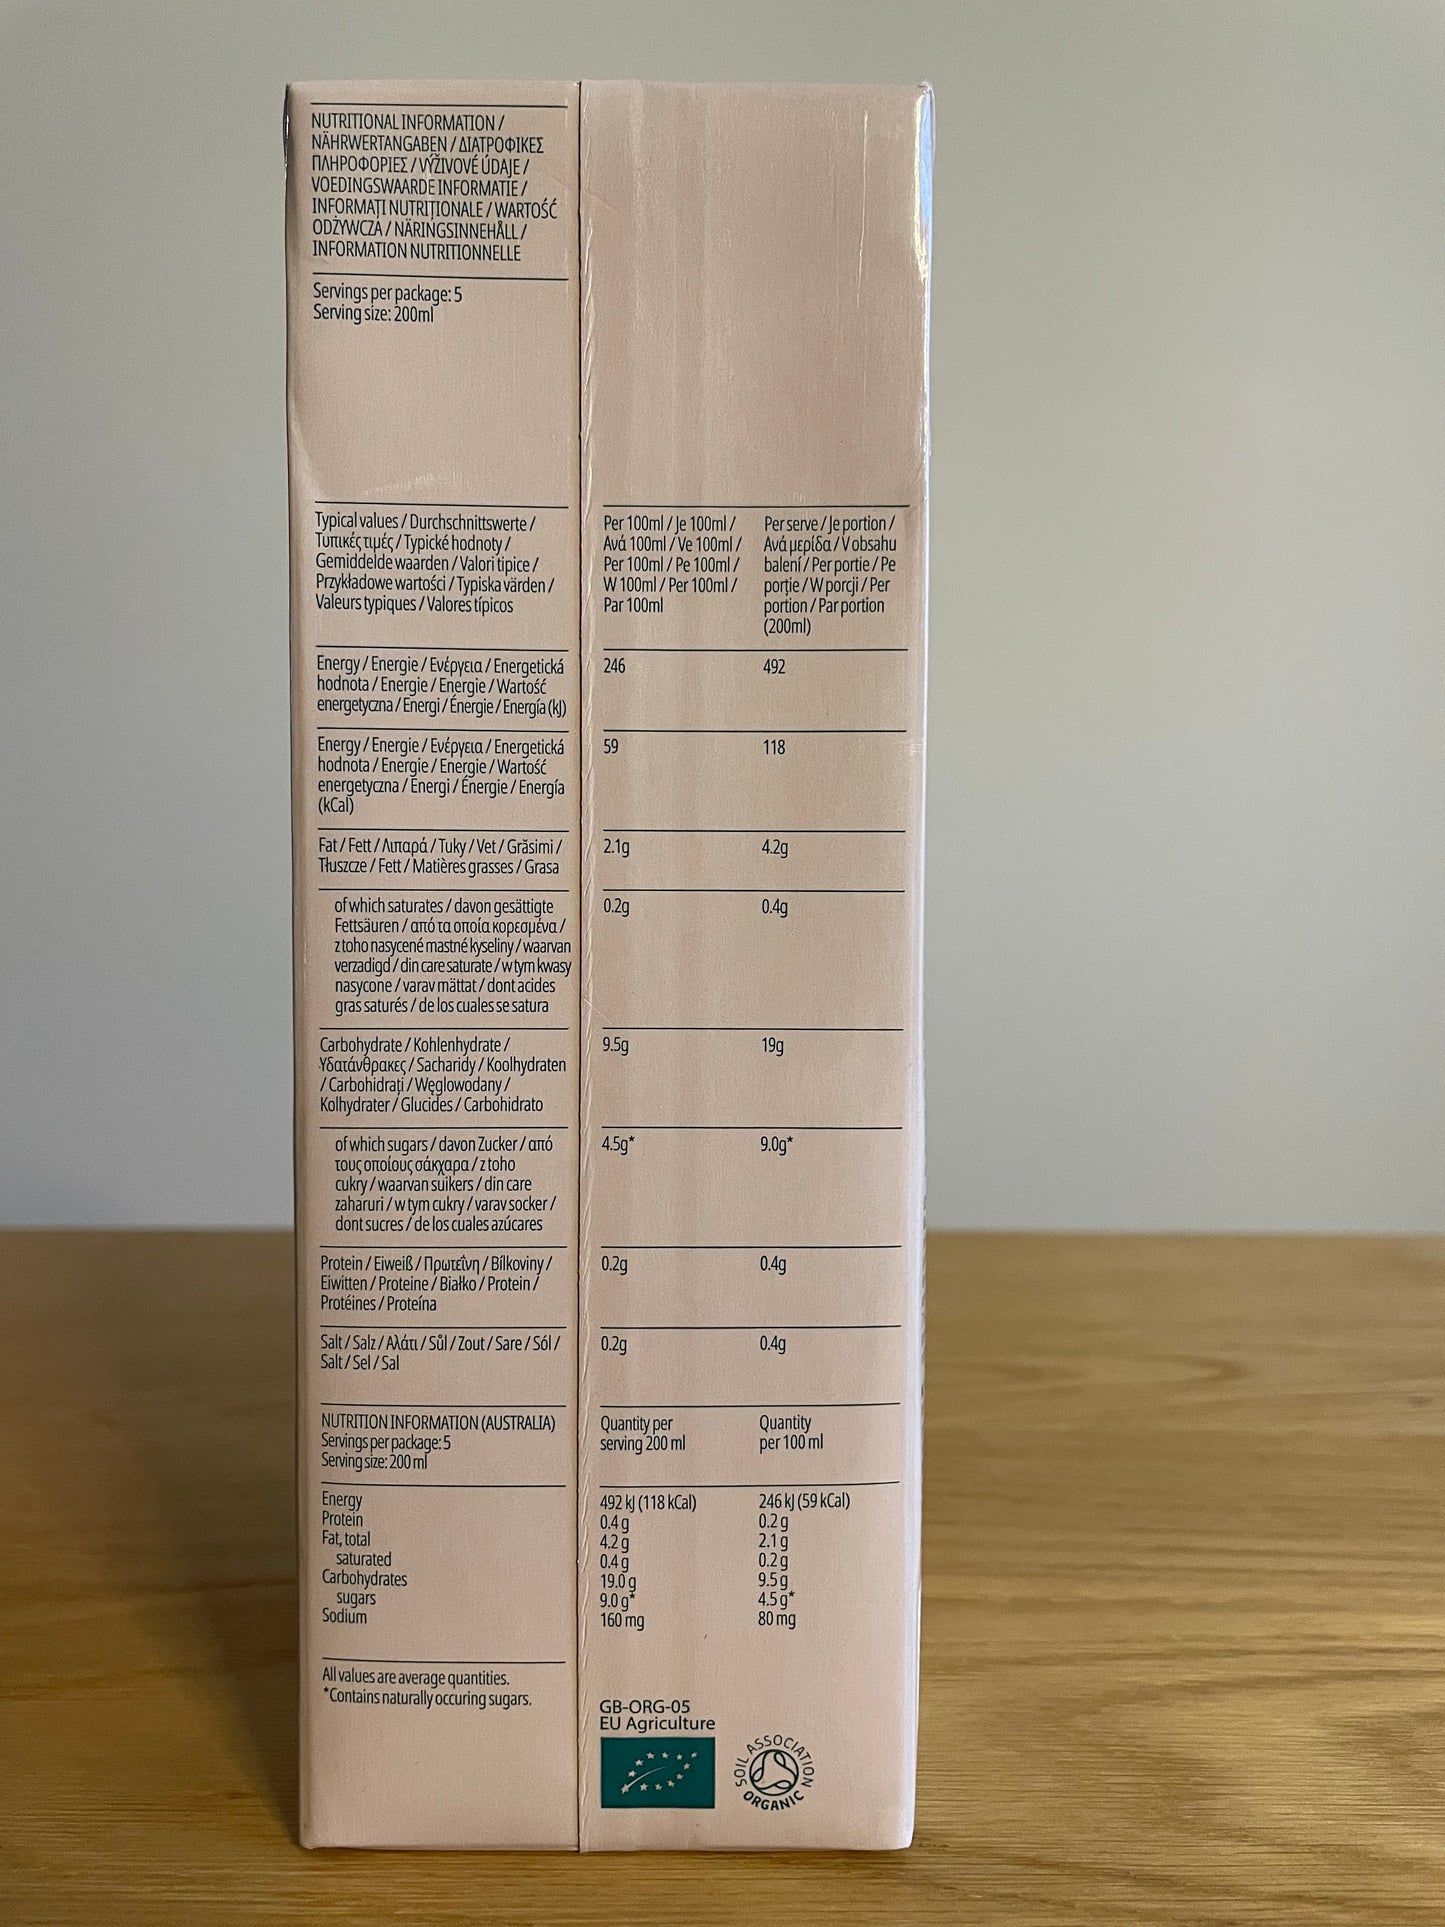 NUTRITIONAL INFORMATION /
NÄHRWERTANGABEN / ΔΙΑΤΡΟΦΙΚΕΣ
ΠΛΗΡΟΦΟΡΙΕΣ / VÝŽIVOVÉ ÚDAJE /
VOEDINGSWAARDE INFORMATIE /
INFORMAȚI NUTRIȚIONALE / WARTOŚĆ
ODŻYWCZA / NÄRINGSINNEHÅLL /
INFORMATION NUTRITIONNELLE
Servings per package: 5
Serving size: 200ml
Typical values / Durchschnittswerte /
Τυπικές τιμές / Typické hodnoty /
Gemiddelde waarden / Valori tipice /
Przykładowe wartości / Typiska värden /
Valeurs typiques / Valores típicos
Per 100ml / Je 100ml /
Ανά 100ml / Ve 100ml /
Per 100ml / Pe 100ml /
W 100ml / Per 100ml /
Par 100ml
Per serve / Je portion /
Ανά μερίδα / V obsahu
balení / Per portie / Pe
porție / W porcji / Per
portion / Par portion
(200ml)
Energy / Energie / Ενέργεια / Energetická
hodnota / Energie / Energie / Wartość
energetyczna / Energi / Énergie / Energía (kJ)
246 492
Energy / Energie / Ενέργεια / Energetická
hodnota / Energie / Energie / Wartość
energetyczna / Energi / Énergie / Energía
(kCal)
59 118
Fat / Fett / Λιπαρά / Tuky / Vet / Grăsimi /
Tłuszcze / Fett / Matières grasses / Grasa
2.1g 4.2g
of which saturates / davon gesättigte
Fettsäuren / από τα οποία κορεσμένα /
z toho nasycené mastné kyseliny / waarvan
verzadigd / din care saturate / w tym kwasy
nasycone / varav mättat / dont acides
gras saturés / de los cuales se satura
0.2g 0.4g
Carbohydrate / Kohlenhydrate /
Υδατάνθρακες / Sacharidy / Koolhydraten
/ Carbohidrați / Węglowodany /
Kolhydrater / Glucides / Carbohidrato
9.5g 19g
of which sugars / davon Zucker / από
τους οποίους σάκχαρα / z toho
cukry / waarvan suikers / din care
zaharuri / w tym cukry / varav socker /
dont sucres / de los cuales azúcares
4.5g* 9.0g*
Protein / Eiweiß / Πρωτεΐνη / Bílkoviny /
Eiwitten / Proteine / Białko / Protein /
Protéines / Proteína
0.2g 0.4g
Salt / Salz / Αλάτι / Sůl / Zout / Sare / Sól /
Salt / Sel / Sal
0.2g 0.4g
NUTRITION INFORMATION (AUSTRALIA)
Servings per package: 5
Serving size: 200 ml
Quantity per
serving 200 ml
Quantity
per 100 ml
Energy 492 kJ (118 kCal) 246 kJ (59 kCal)
Protein 0.4 g 0.2 g
Fat, total 4.2 g 2.1 g
saturated 0.4 g 0.2 g
Carbohydrates 19.0 g 9.5 g
sugars 9.0 g* 4.5 g*
Sodium 160 mg 80 mg
All values are average quantities.
*Contains naturally occuring sugars.
GB-ORG-05
EU Agriculture
SOIL ASSOCIATION
ORGANIC